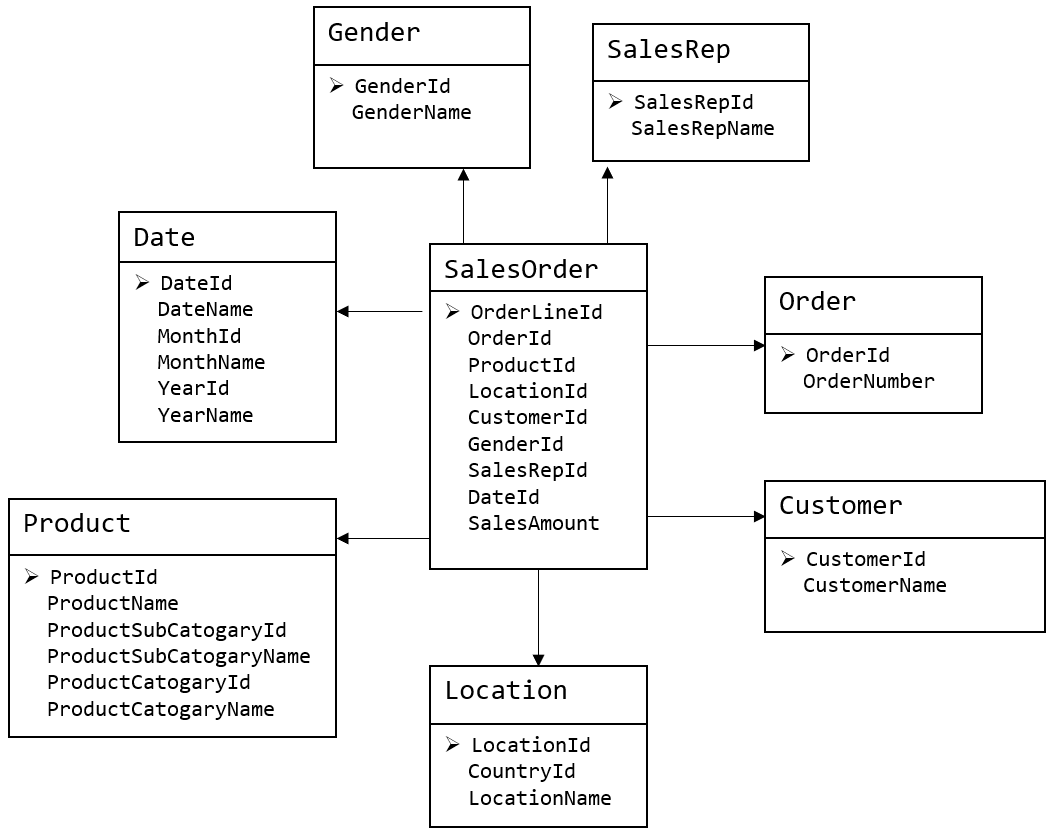 Gender
GenderId
GenderName
SalesRep
SalesRepId
SalesRepName
Date
DateId
DateName
MonthId
MonthName
YearId
YearName
SalesOrder
OrderLineId
OrderId
ProductId
LocationId
CustomerId
GenderId
SalesRepId
DateId
SalesAmount
Order
OrderId
OrderNumber
Product
ProductId
ProductName
ProductSubCatogaryId
ProductSubCatogaryName
ProductCatogaryId
ProductCatogaryName
Customer
CustomerId
CustomerName
Location
LocationId
CountryId
LocationName